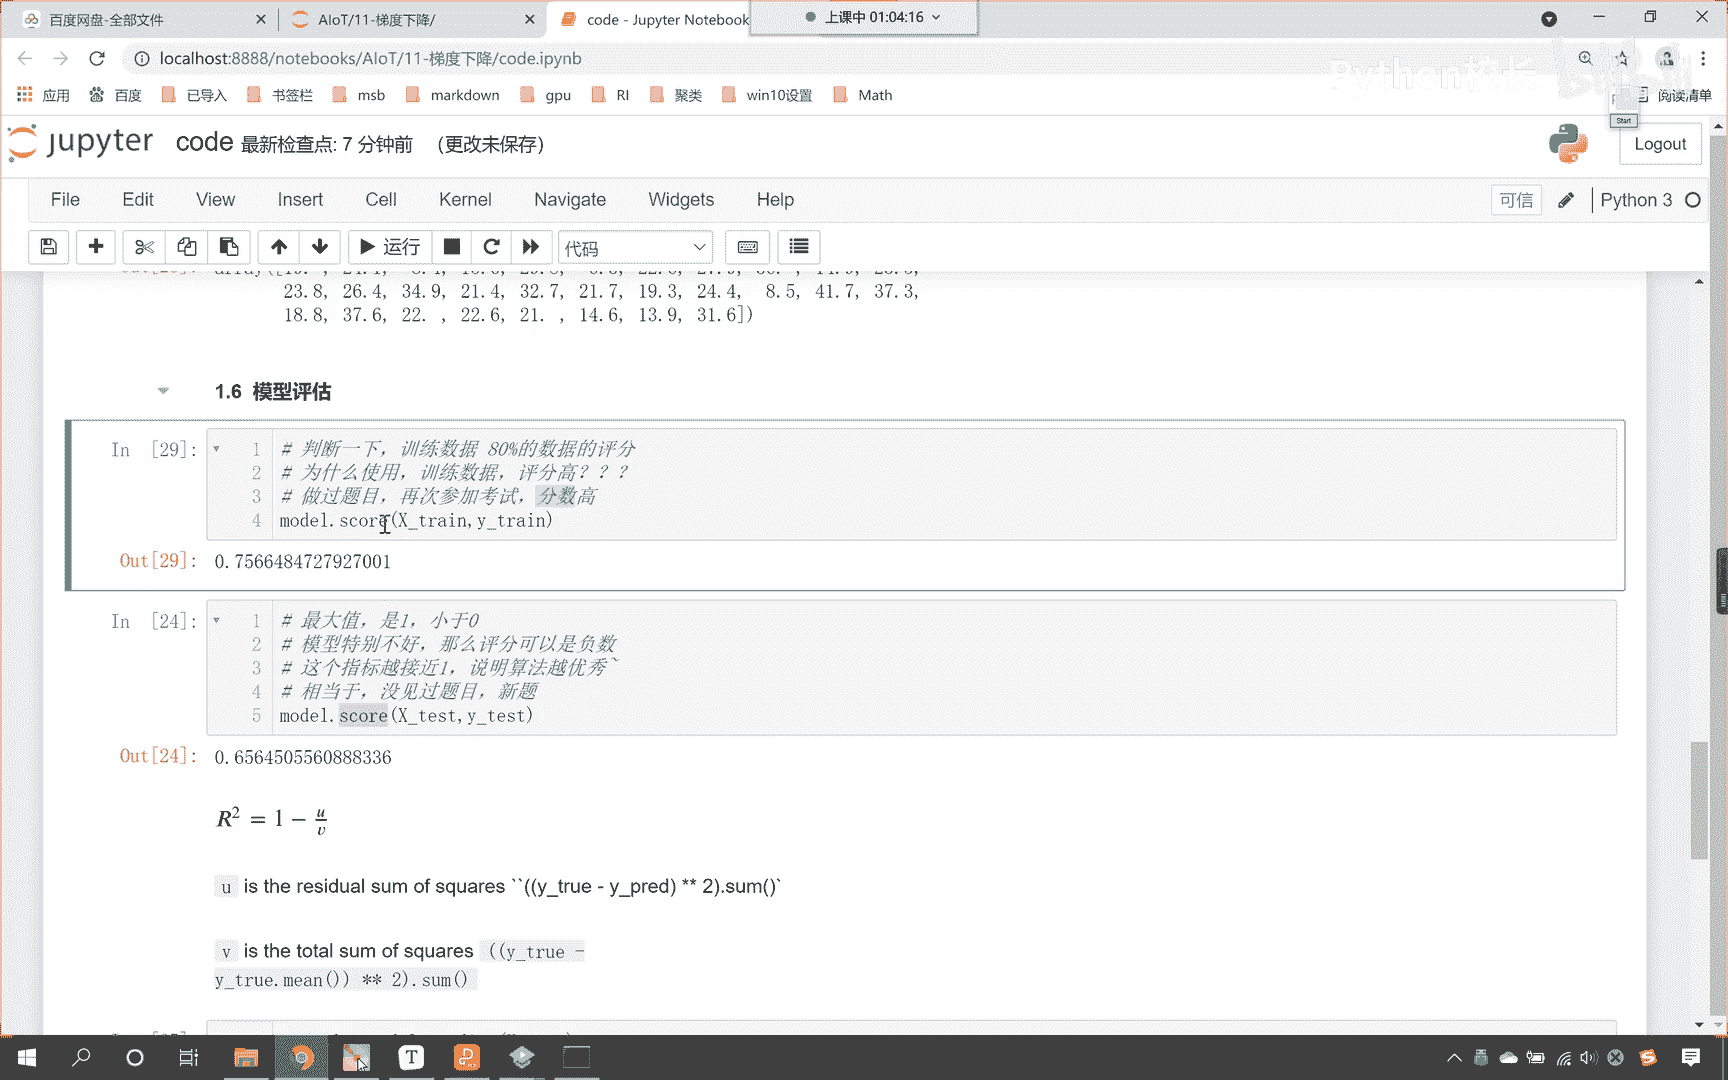 百度网盘-全部文件
AIoT/11-梯度下降/
code - Jupyter Notebook
上课中 01:04:16
localhost:8888/notebooks/AIoT/11-梯度下降/code.ipynb
Python校长
应用 百度 已导入 书签栏 msb markdown gpu RI 聚类 win10设置 Math 阅读清单
Start
jupyter code 最新检查点: 7 分钟前 (更改未保存)
Logout
File Edit View Insert Cell Kernel Navigate Widgets Help
可信 Python 3
运行 代码
23.8, 26.4, 34.9, 21.4, 32.7, 21.7, 19.3, 24.4, 8.5, 41.7, 37.3,
18.8, 37.6, 22. , 22.6, 21. , 14.6, 13.9, 31.6])
1.6 模型评估
In [29]:
1 # 判断一下，训练数据 80%的数据的评分
2 # 为什么使用，训练数据，评分高？？？
3 # 做过题目，再次参加考试，分数高
4 model.score(X_train,y_train)
Out[29]: 0.7566484727927001
In [24]:
1 # 最大值，是1，小于0
2 # 模型特别不好，那么评分可以是负数
3 # 这个指标越接近1，说明算法越优秀~
4 # 相当于，没见过题目，新题
5 model.score(X_test,y_test)
Out[24]: 0.6564505560888336
R² = 1 − u/v
u is the residual sum of squares ``((y_true - y_pred) ** 2).sum()`
v is the total sum of squares ((y_true -
y_true.mean()) ** 2).sum()